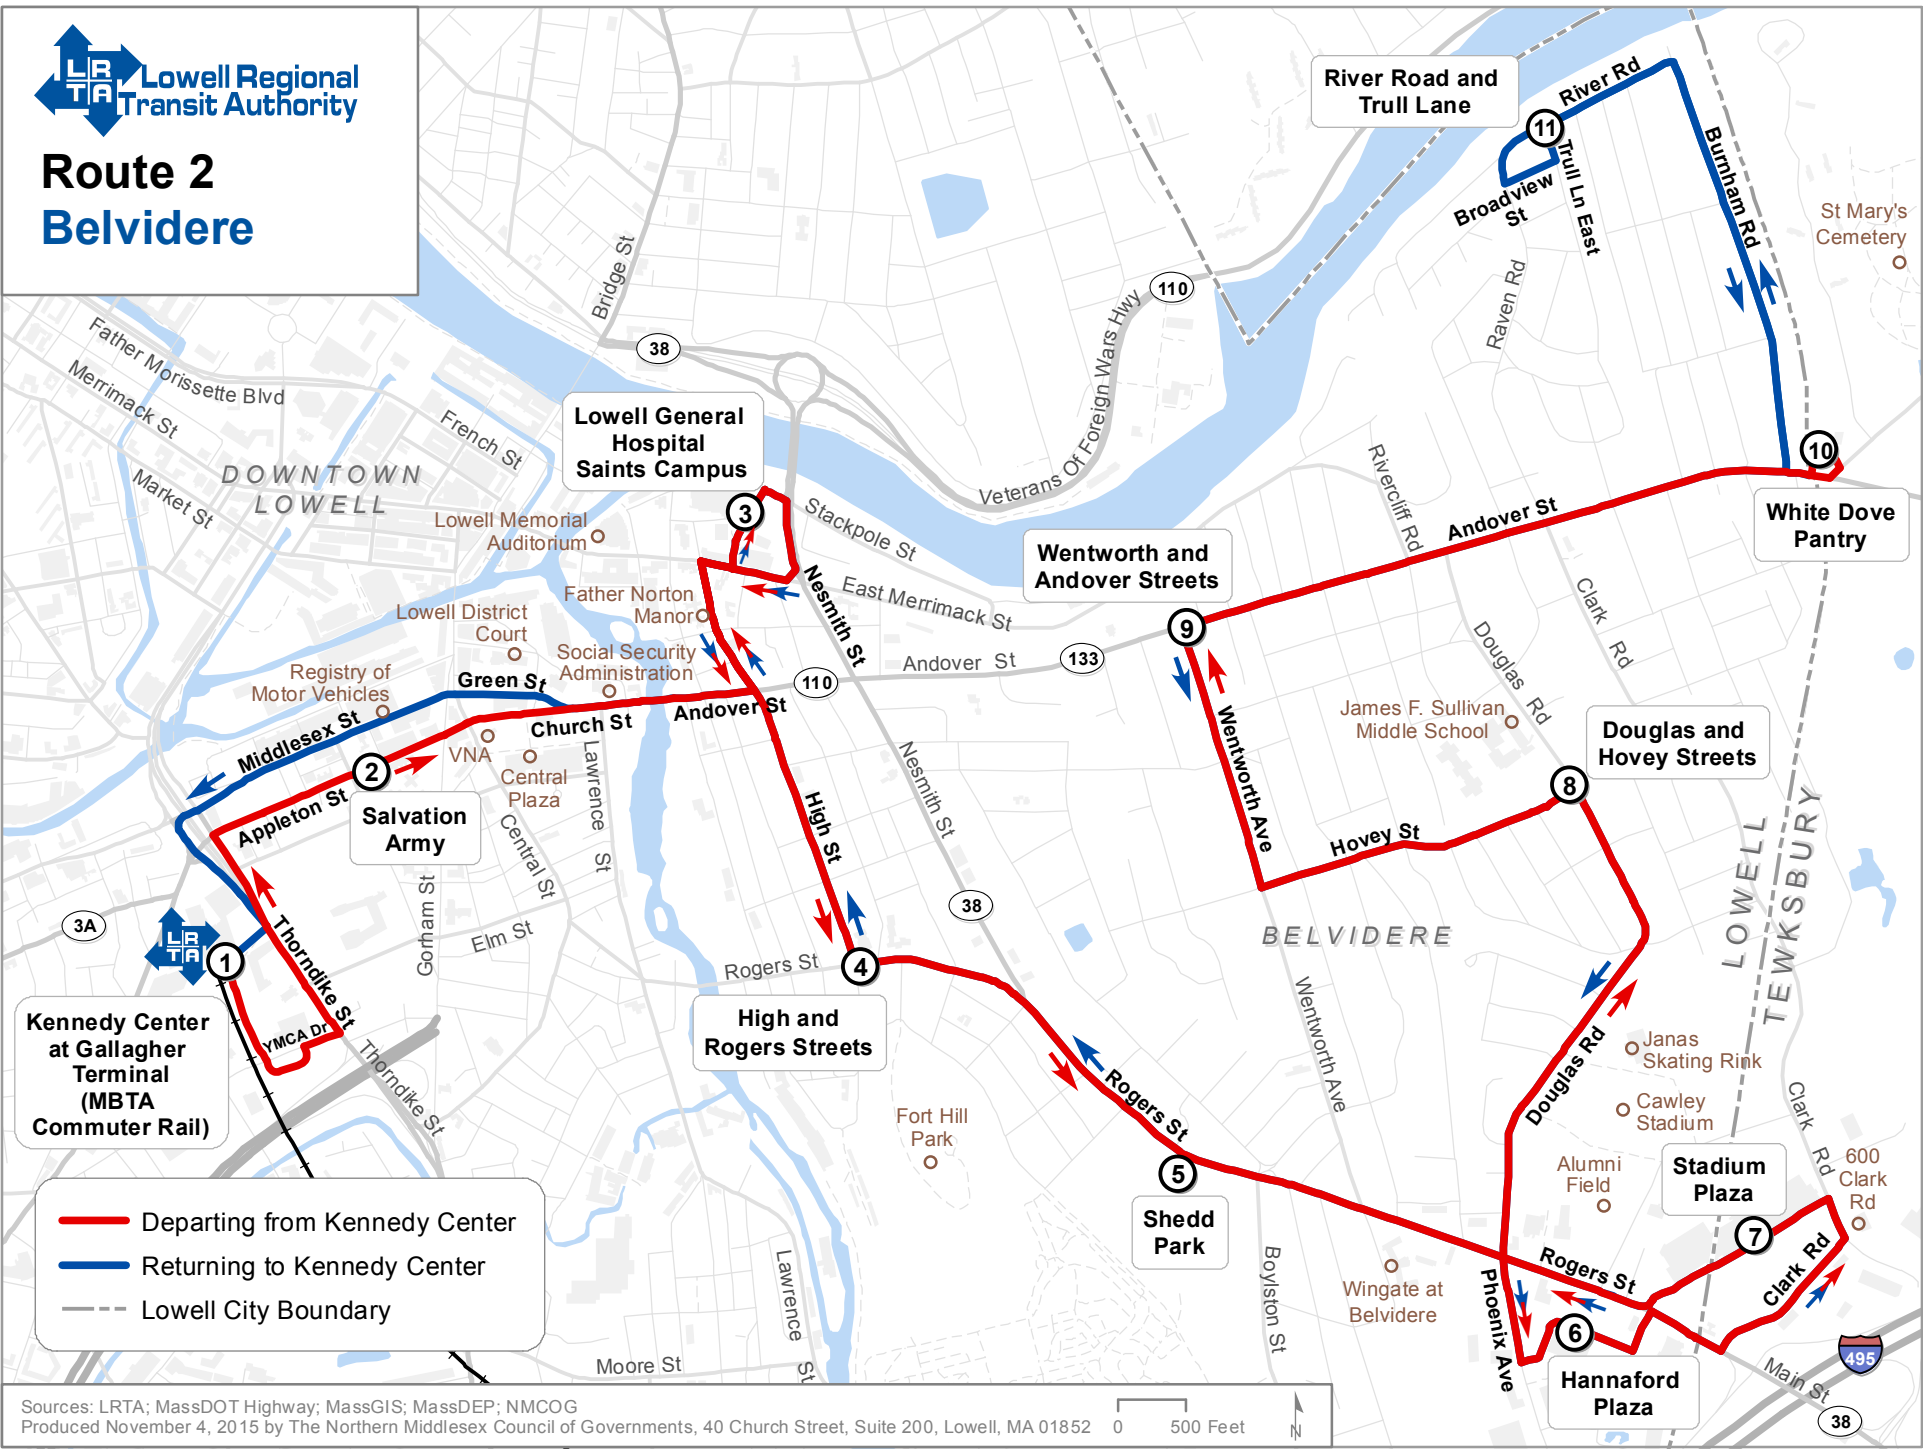 LR
TA
Lowell Regional
Transit Authority
Route 2
Belvidere
River Road and
Trull Lane
River Rd
11
Trull Ln East
Broadview
St
Burnham Rd
St Mary's
Cemetery
Raven Rd
110
Bridge St
38
Veterans Of Foreign Wars Hwy
Father Morissette Blvd
Merrimack St
Market St
French St
DOWNTOWN
LOWELL
Lowell General
Hospital
Saints Campus
3
Lowell Memorial
Auditorium
Stackpole St
East Merrimack St
Nesmith St
Father Norton
Manor
Lowell District
Court
Social Security
Administration
Registry of
Motor Vehicles
Green St
Middlesex St
Church St
Andover St
110
Andover St
133
Wentworth and
Andover Streets
9
Rivercliff Rd
Andover St
10
White Dove
Pantry
Clark Rd
Douglas Rd
James F. Sullivan
Middle School
Douglas and
Hovey Streets
8
Hovey St
Wentworth Ave
2
Appleton St
Salvation
Army
VNA
Central
Plaza
Central St
Lawrence St
Gorham St
Elm St
High St
Nesmith St
38
3A
LR
TA
1
Thorndike St
YMCA Dr
Thorndike St
Kennedy Center
at Gallagher
Terminal
(MBTA
Commuter Rail)
Rogers St
4
High and
Rogers Streets
BELVIDERE
LOWELL
TEWKSBURY
Wentworth Ave
Rogers St
Fort Hill
Park
5
Shedd
Park
Douglas Rd
Janas
Skating Rink
Cawley
Stadium
Alumni
Field
Stadium
Plaza
7
Clark Rd
600
Clark
Rd
Clark Rd
Rogers St
Wingate at
Belvidere
Boylston St
Phoenix Ave
6
Hannaford
Plaza
Main St
495
38
Lawrence St
Moore St
Departing from Kennedy Center
Returning to Kennedy Center
Lowell City Boundary
Sources: LRTA; MassDOT Highway; MassGIS; MassDEP; NMCOG
Produced November 4, 2015 by The Northern Middlesex Council of Governments, 40 Church Street, Suite 200, Lowell, MA 01852
0 500 Feet
N